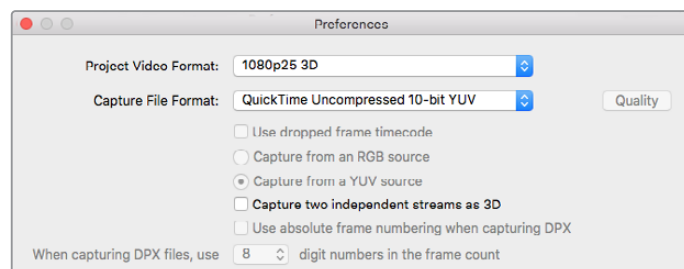 Preferences
Project Video Format: 1080p25 3D
Capture File Format: QuickTime Uncompressed 10-bit YUV Quality
Use dropped frame timecode
Capture from an RGB source
Capture from a YUV source
Capture two independent streams as 3D
Use absolute frame numbering when capturing DPX
When capturing DPX files, use 8 digit numbers in the frame count